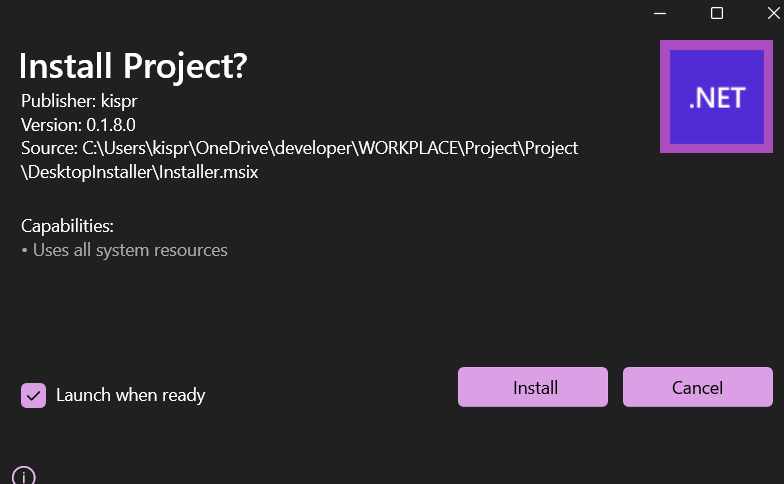 Install Project?
Publisher: kispr
Version: 0.1.8.0
Source: C:\Users\kispr\OneDrive\developer\WORKPLACE\Project\Project
\DesktopInstaller\Installer.msix
.NET
Capabilities:
• Uses all system resources
Launch when ready
Install
Cancel